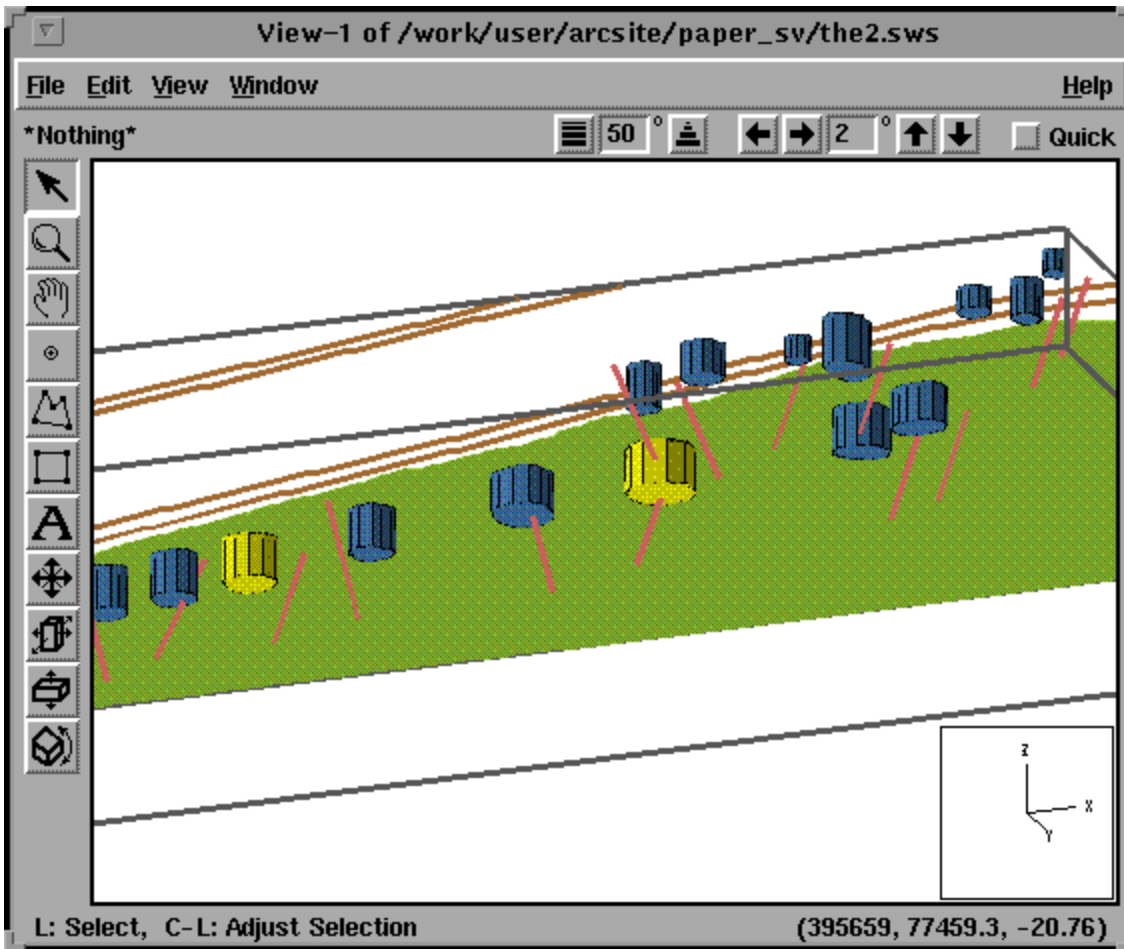 View-1 of /work/user/arcsite/paper_sv/the2.sws
File Edit View Window Help
*Nothing* 50 ° 2 ° Quick
A
Z
X
Y
L: Select, C-L: Adjust Selection (395659, 77459.3, -20.76)